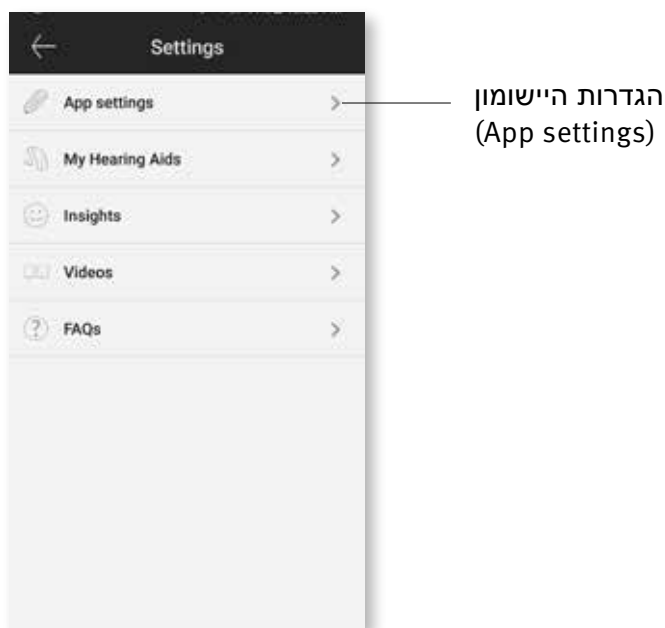 Settings
App settings
My Hearing Aids
Insights
Videos
FAQs
הגדרות היישומון
(App settings)